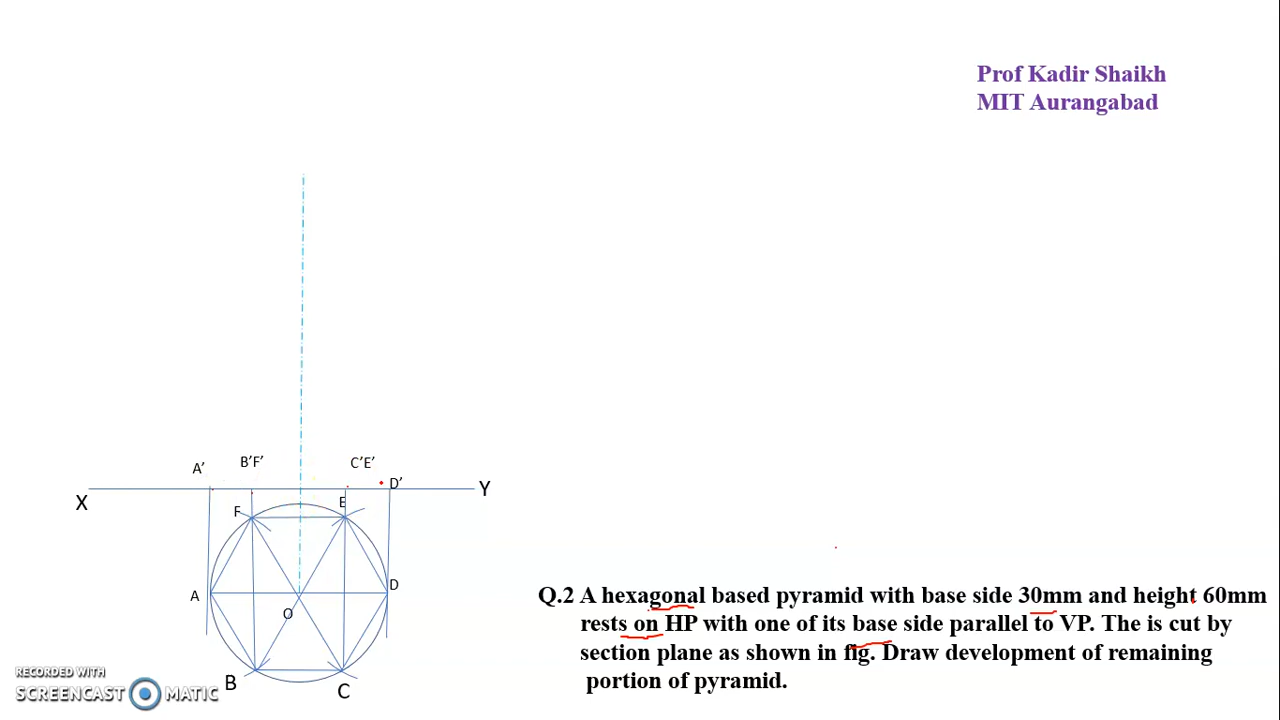 Prof Kadir Shaikh
MIT Aurangabad
A’
B’F’
C’E’
D’
X
Y
F
E
A
D
O
B
C
Q.2 A hexagonal based pyramid with base side 30mm and height 60mm
rests on HP with one of its base side parallel to VP. The is cut by
section plane as shown in fig. Draw development of remaining
portion of pyramid.
RECORDED WITH
SCREENCAST MATIC